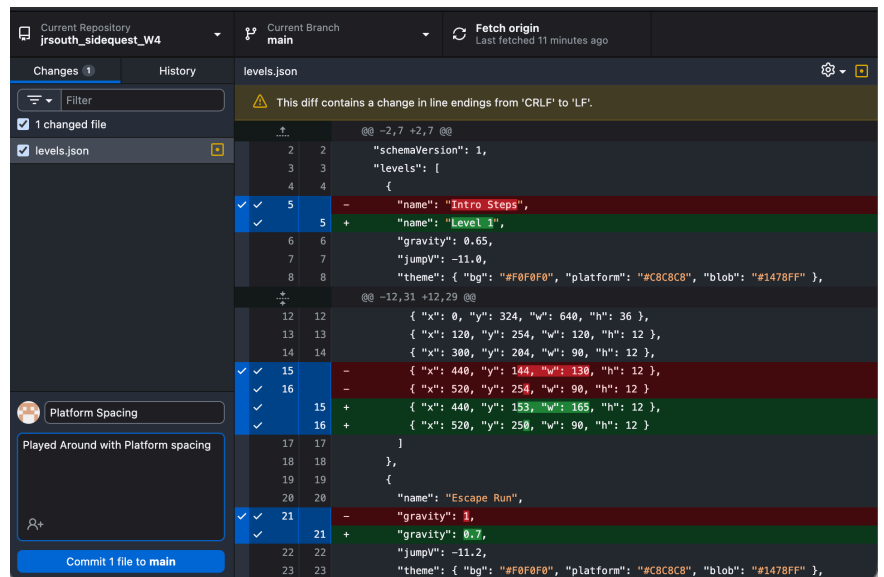 Current Repository
jrsouth_sidequest_W4
Current Branch
main
Fetch origin
Last fetched 11 minutes ago
Changes 1
History
Filter
1 changed file
levels.json
Platform Spacing
Played Around with Platform spacing
Commit 1 file to main
levels.json
This diff contains a change in line endings from 'CRLF' to 'LF'.
@@ -2,7 +2,7 @@
2 2 "schemaVersion": 1,
3 3 "levels": [
4 4 {
5 - "name": "Intro Steps",
5 + "name": "Level 1",
6 6 "gravity": 0.65,
7 7 "jumpV": -11.0,
8 8 "theme": { "bg": "#F0F0F0", "platform": "#C8C8C8", "blob": "#1478FF" },
@@ -12,31 +12,29 @@
12 12 { "x": 0, "y": 324, "w": 640, "h": 36 },
13 13 { "x": 120, "y": 254, "w": 120, "h": 12 },
14 14 { "x": 300, "y": 204, "w": 90, "h": 12 },
15 - { "x": 440, "y": 144, "w": 130, "h": 12 },
16 - { "x": 520, "y": 254, "w": 90, "h": 12 }
15 + { "x": 440, "y": 153, "w": 165, "h": 12 },
16 + { "x": 520, "y": 250, "w": 90, "h": 12 }
17 17 ]
18 18 },
19 19 {
20 20 "name": "Escape Run",
21 - "gravity": 1,
21 + "gravity": 0.7,
22 22 "jumpV": -11.2,
23 23 "theme": { "bg": "#F0F0F0", "platform": "#C8C8C8", "blob": "#1478FF" },